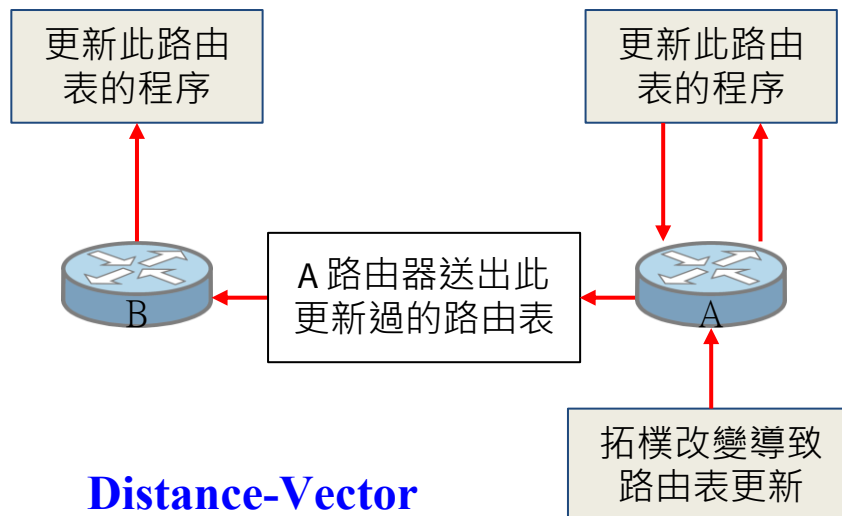 更新此路由
表的程序
更新此路由
表的程序
B
A 路由器送出此
更新過的路由表
A
拓樸改變導致
路由表更新
Distance-Vector